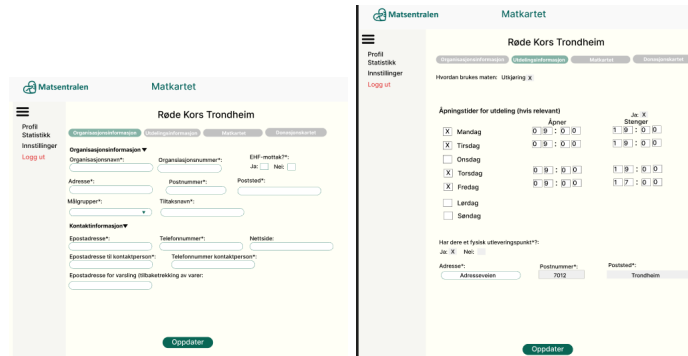 Matsentralen
Matkartet
Profil
Statistikk
Innstillinger
Logg ut
Røde Kors Trondheim
Organisasjonsinformasjon
Utdelingsinformasjon
Matkartet
Donasjonskartet
Organisasjonsinformasjon ▼
Organisasjonsnavn*:
Organsiasjonsnummer*:
EHF-mottak?*:
Ja:
Nei:
Adresse*:
Postnummer*:
Poststed*:
Målgrupper*:
Tiltaksnavn*:
Kontaktinformasjon▼
Epostadresse*:
Telefonnummer*:
Nettside:
Epostadresse til kontaktperson*:
Telefonnummer kontaktperson*:
Epostadresse for varsling (tilbaketrekking av varer:
Oppdater
Matsentralen
Matkartet
Profil
Statistikk
Innstillinger
Logg ut
Røde Kors Trondheim
Organisasjonsinformasjon
Utdelingsinformasjon
Matkartet
Donasjonskartet
Hvordan brukes maten: Utkjøring X
Åpningstider for utdeling (hvis relevant)
Ja: X
Åpner
Stenger
X Mandag 0 9 : 0 0 1 9 : 0 0
X Tirsdag 0 9 : 0 0 1 9 : 0 0
Onsdag
X Torsdag 0 9 : 0 0 1 9 : 0 0
X Fredag 0 9 : 0 0 1 7 : 0 0
Lørdag
Søndag
Har dere et fysisk utleveringspunkt*?:
Ja: X Nei:
Adresse*:
Postnummer*:
Poststed*:
Adresseveien
7012
Trondheim
Oppdater